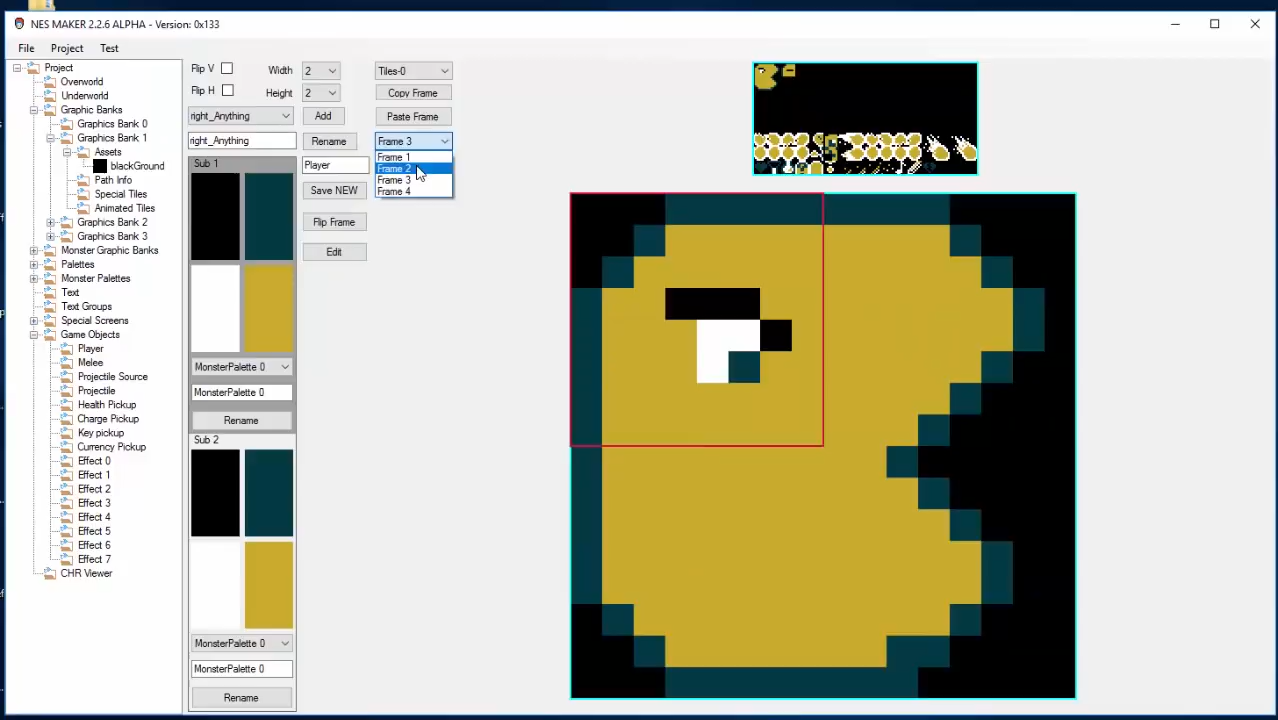 NES MAKER 2.2.6 ALPHA - Version: 0x133
File Project Test
Project
Overworld
Underworld
Graphic Banks
Graphics Bank 0
Graphics Bank 1
Assets
blackGround
Path Info
Special Tiles
Animated Tiles
Graphics Bank 2
Graphics Bank 3
Monster Graphic Banks
Palettes
Monster Palettes
Text
Text Groups
Special Screens
Game Objects
Player
Melee
Projectile Source
Projectile
Health Pickup
Charge Pickup
Key pickup
Currency Pickup
Effect 0
Effect 1
Effect 2
Effect 3
Effect 4
Effect 5
Effect 6
Effect 7
CHR Viewer
Flip V Width 2 Tiles-0
Flip H Height 2 Copy Frame
right_Anything Add Paste Frame
right_Anything Rename Frame 3
Sub 1 Player
Frame 1
Frame 2
Frame 3
Frame 4
Save NEW
Flip Frame
Edit
MonsterPalette 0
MonsterPalette 0
Rename
Sub 2
MonsterPalette 0
MonsterPalette 0
Rename